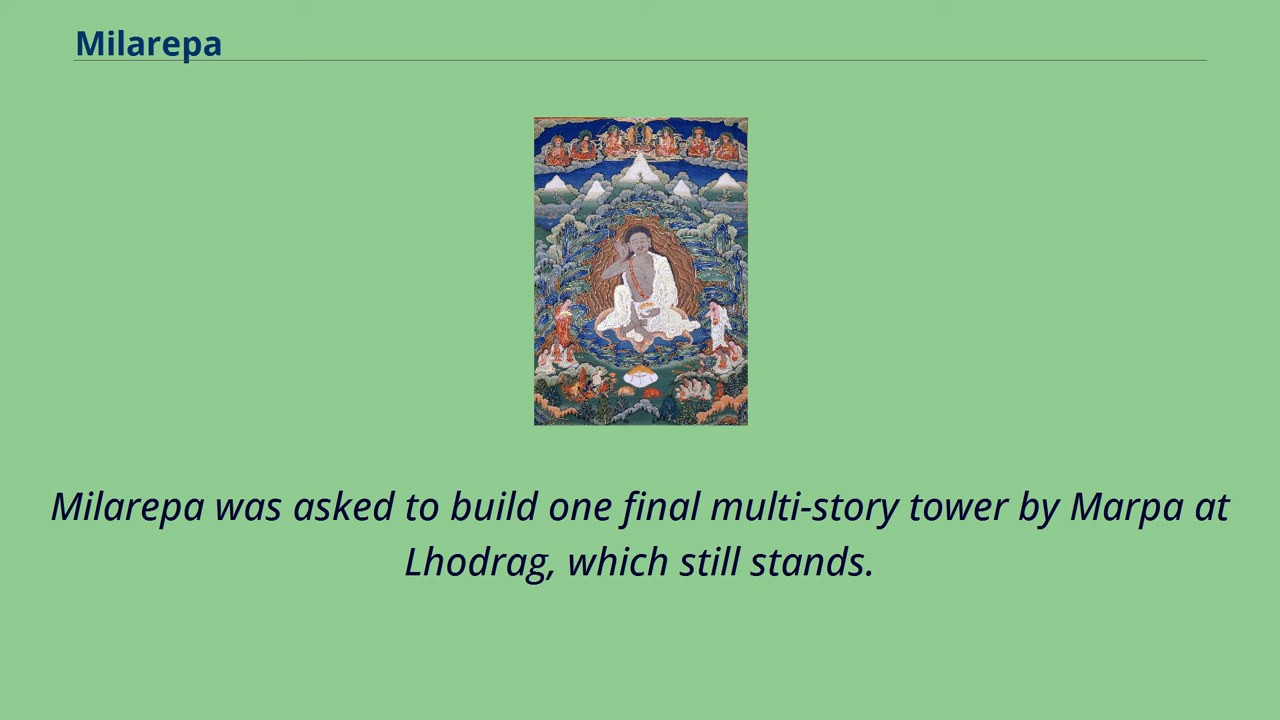 Milarepa
Milarepa was asked to build one final multi-story tower by Marpa at
Lhodrag, which still stands.